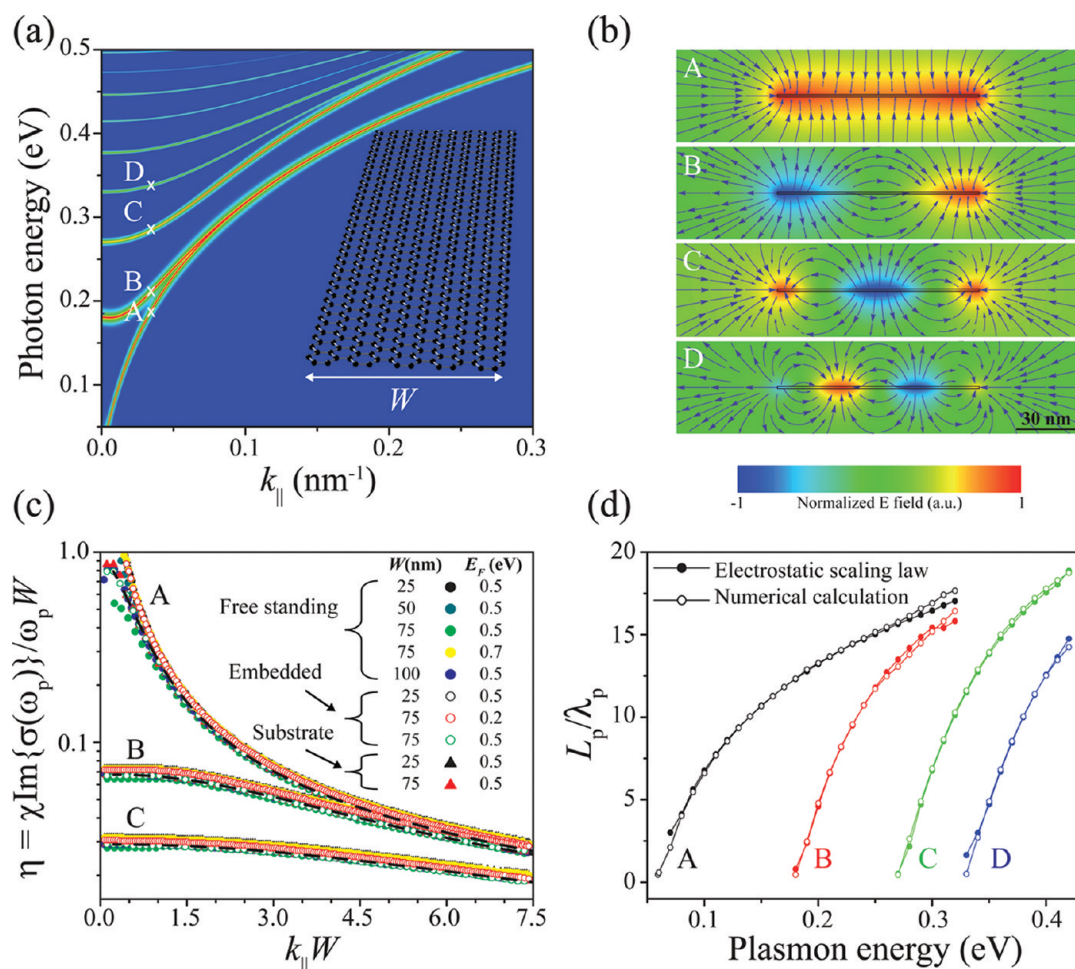 (a)
0.5
0.4
0.3
0.2
0.1
Photon energy (eV)
D
C
B
A
W
0.0
0.1
0.2
0.3
k|| (nm-1)
(b)
A
B
C
D
30 nm
-1
Normalized E field (a.u.)
1
(c)
1.0
0.1
η = χIm{σ(ωp)}/ωpW
A
B
C
W(nm) EF (eV)
Free standing
25 0.5
50 0.5
75 0.5
75 0.7
100 0.5
Embedded
25 0.5
75 0.2
75 0.5
Substrate
25 0.5
75 0.5
0.0
1.5
3.0
4.5
6.0
7.5
k||W
(d)
20
15
10
5
0
Lp/λp
Electrostatic scaling law
Numerical calculation
A
B
C
D
0.1
0.2
0.3
0.4
Plasmon energy (eV)